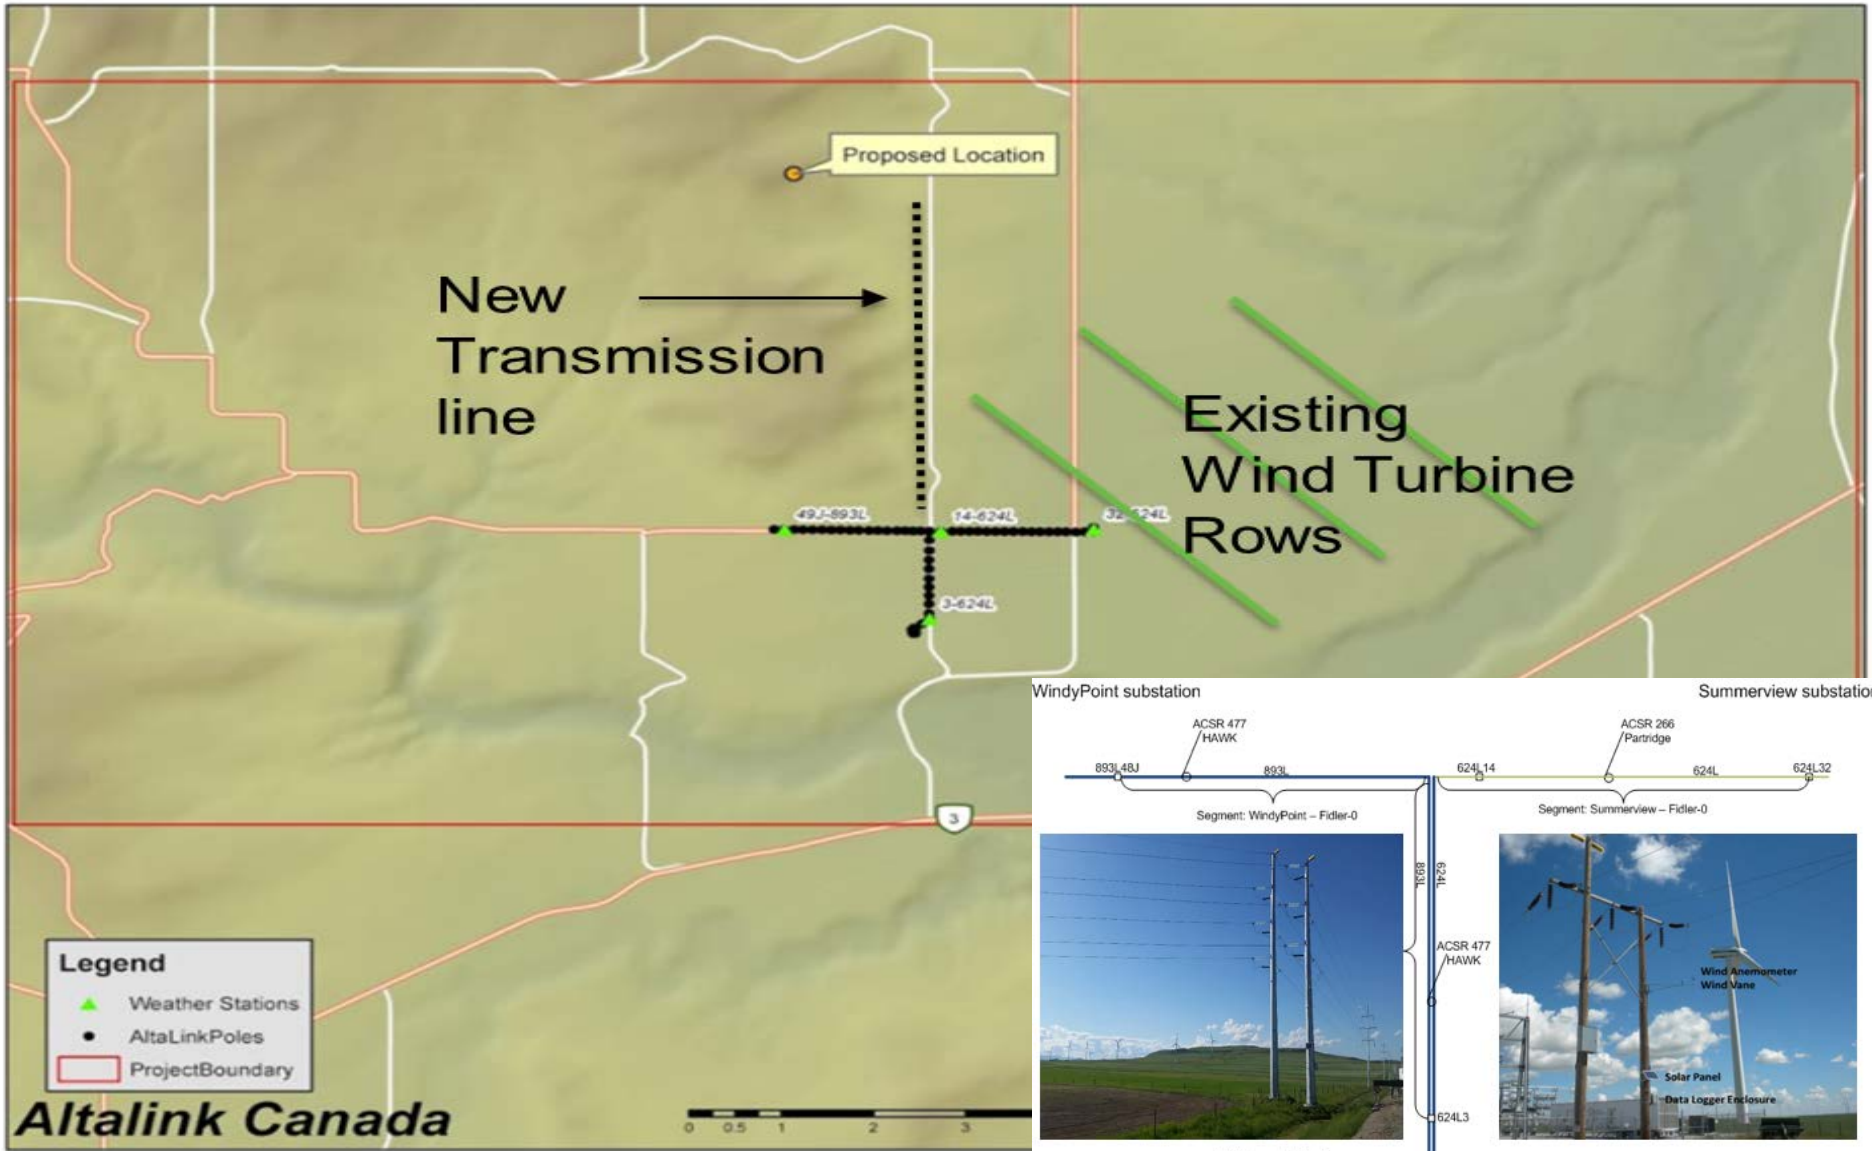 Proposed Location
New
Transmission
line
Existing
Wind Turbine
Rows
49J-893L
14-624L
32-624L
3-624L
3
Legend
Weather Stations
AltaLinkPoles
ProjectBoundary
Altalink Canada
0 0.5 1 2 3
WindyPoint substation
Summerview substation
ACSR 477
HAWK
ACSR 266
Partridge
893L48J
893L
624L14
624L
624L32
Segment: WindyPoint – Fidler-0
Segment: Summerview – Fidler-0
893L
624L
ACSR 477
HAWK
624L3
Wind Anemometer
Wind Vane
Solar Panel
Data Logger Enclosure